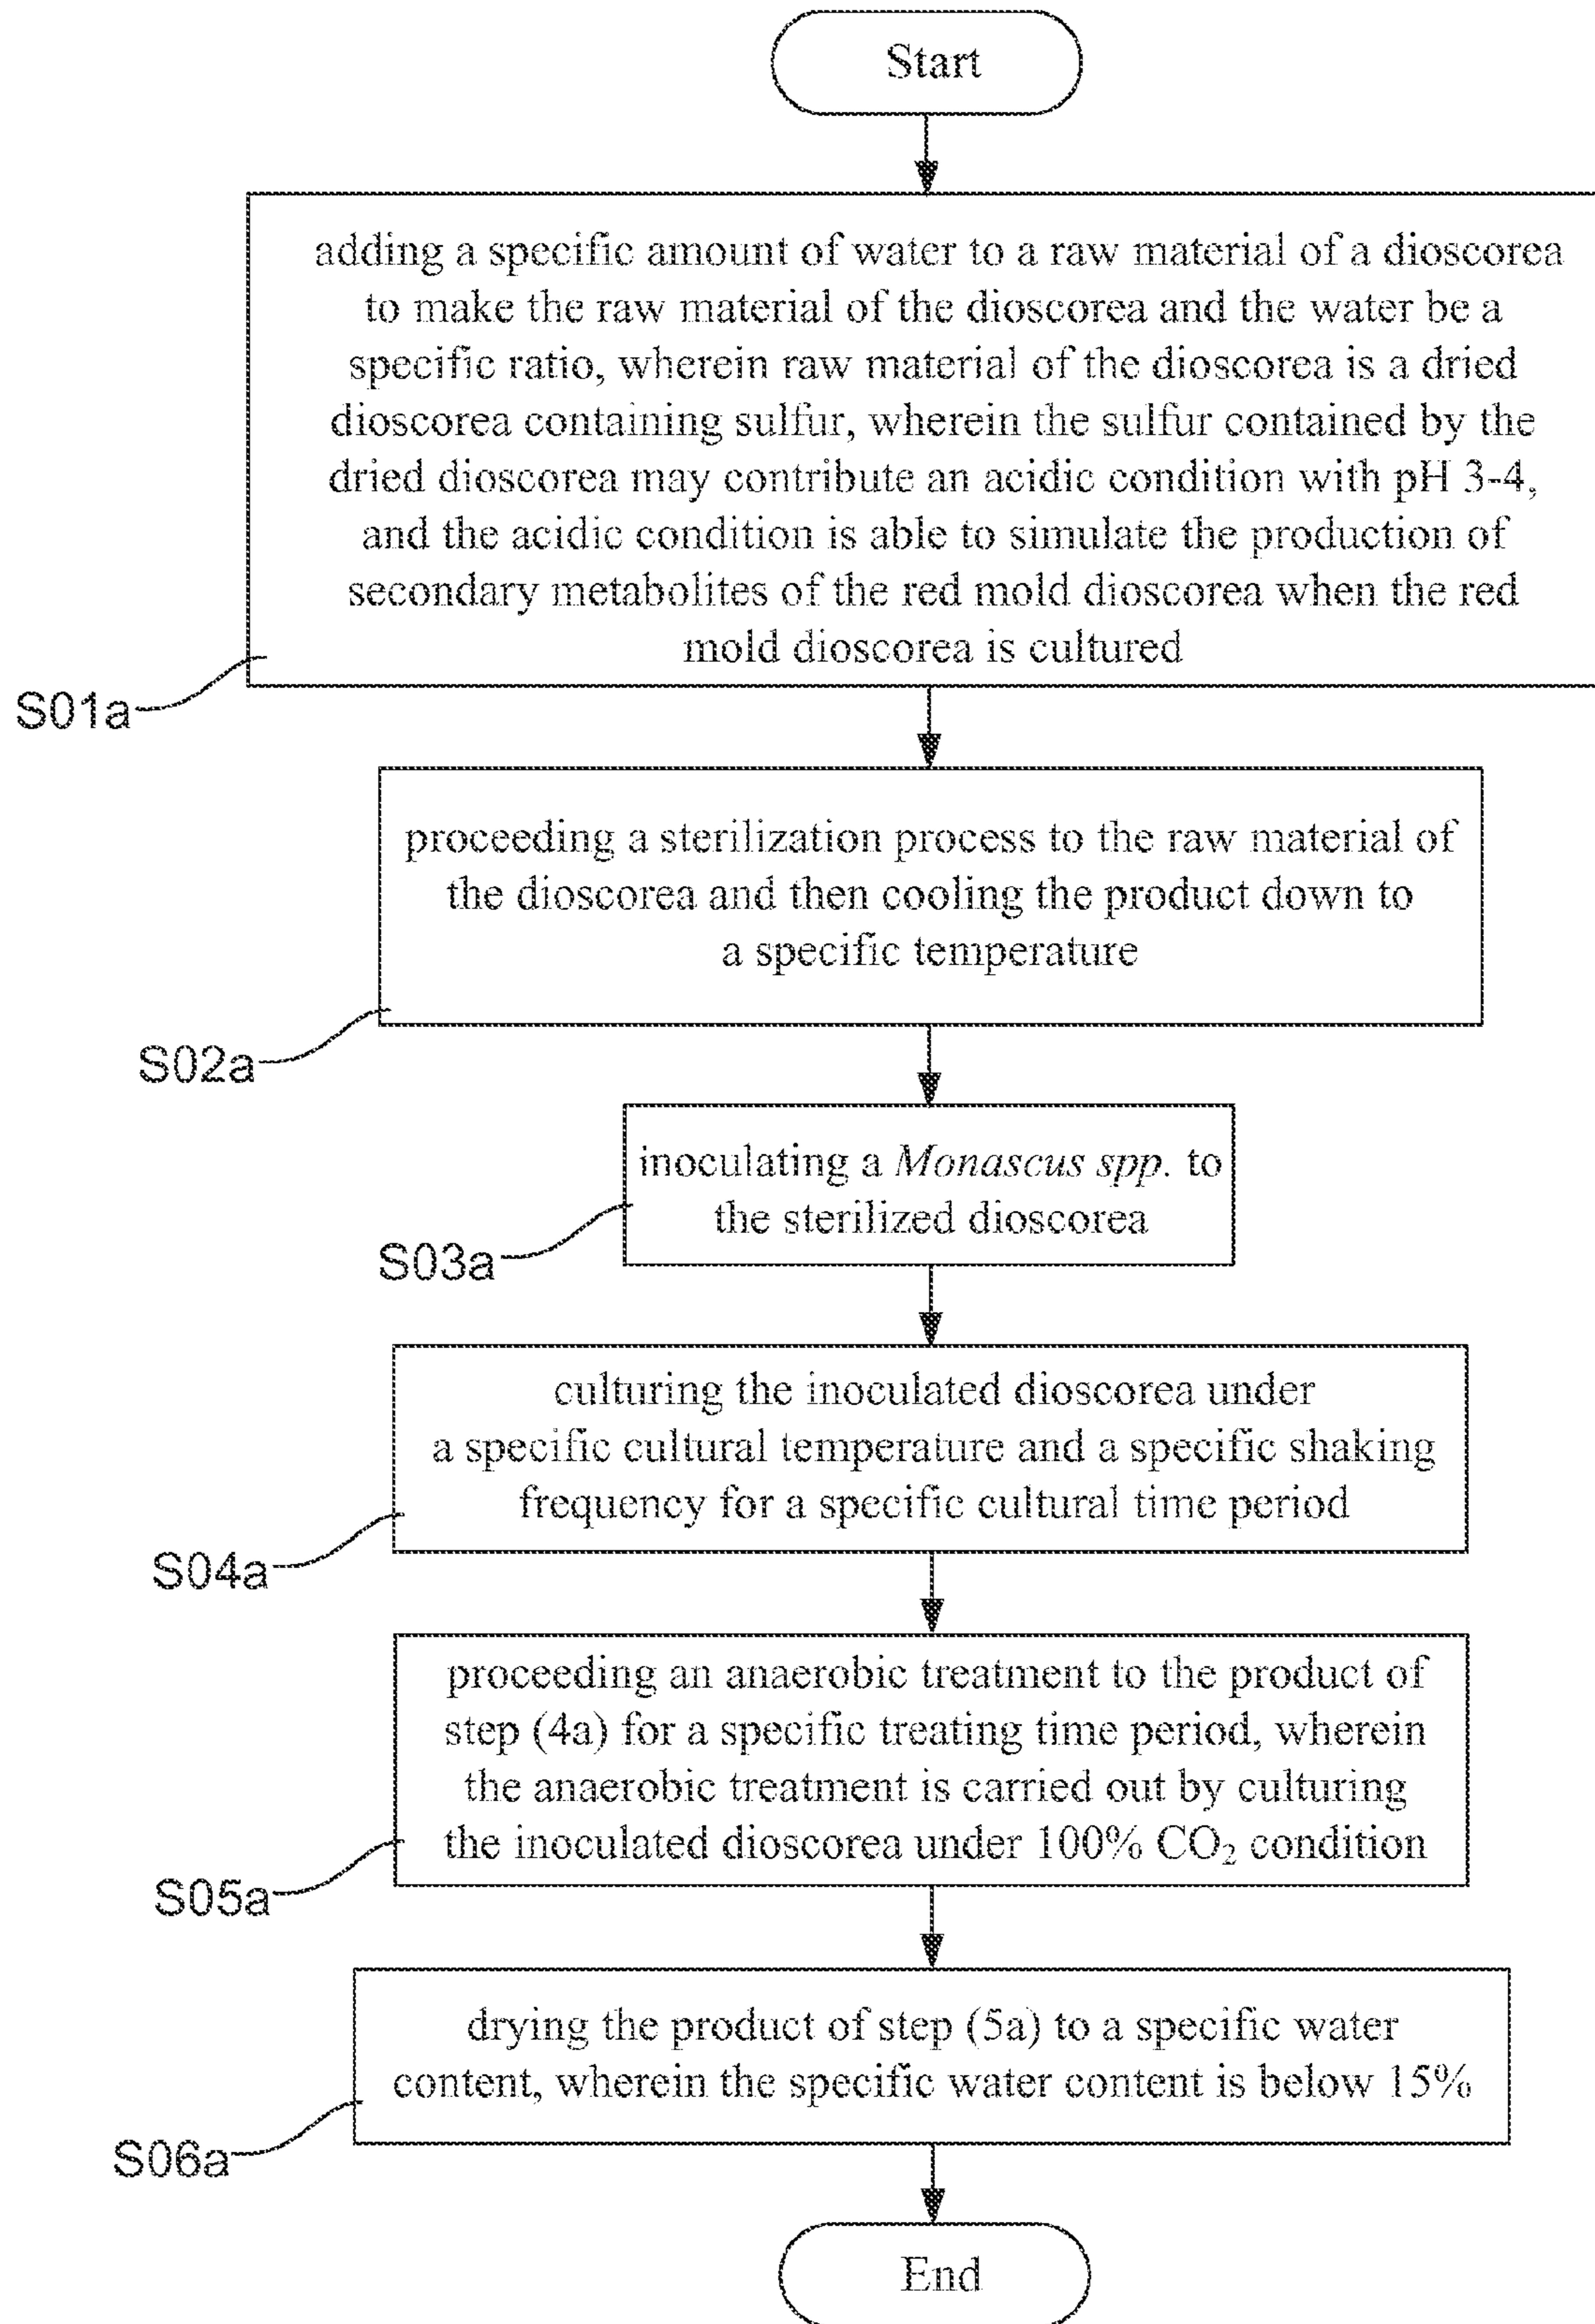 Start
adding a specific amount of water to a raw material of a dioscorea
to make the raw material of the dioscorea and the water be a
specific ratio, wherein raw material of the dioscorea is a dried
dioscorea containing sulfur, wherein the sulfur contained by the
dried dioscorea may contribute an acidic condition with pH 3-4,
and the acidic condition is able to simulate the production of
secondary metabolites of the red mold dioscorea when the red
mold dioscorea is cultured
S01a
proceeding a sterilization process to the raw material of
the dioscorea and then cooling the product down to
a specific temperature
S02a
inoculating a Monascus spp. to
the sterilized dioscorea
S03a
culturing the inoculated dioscorea under
a specific cultural temperature and a specific shaking
frequency for a specific cultural time period
S04a
proceeding an anaerobic treatment to the product of
step (4a) for a specific treating time period, wherein
the anaerobic treatment is carried out by culturing
the inoculated dioscorea under 100% CO₂ condition
S05a
drying the product of step (5a) to a specific water
content, wherein the specific water content is below 15%
S06a
End